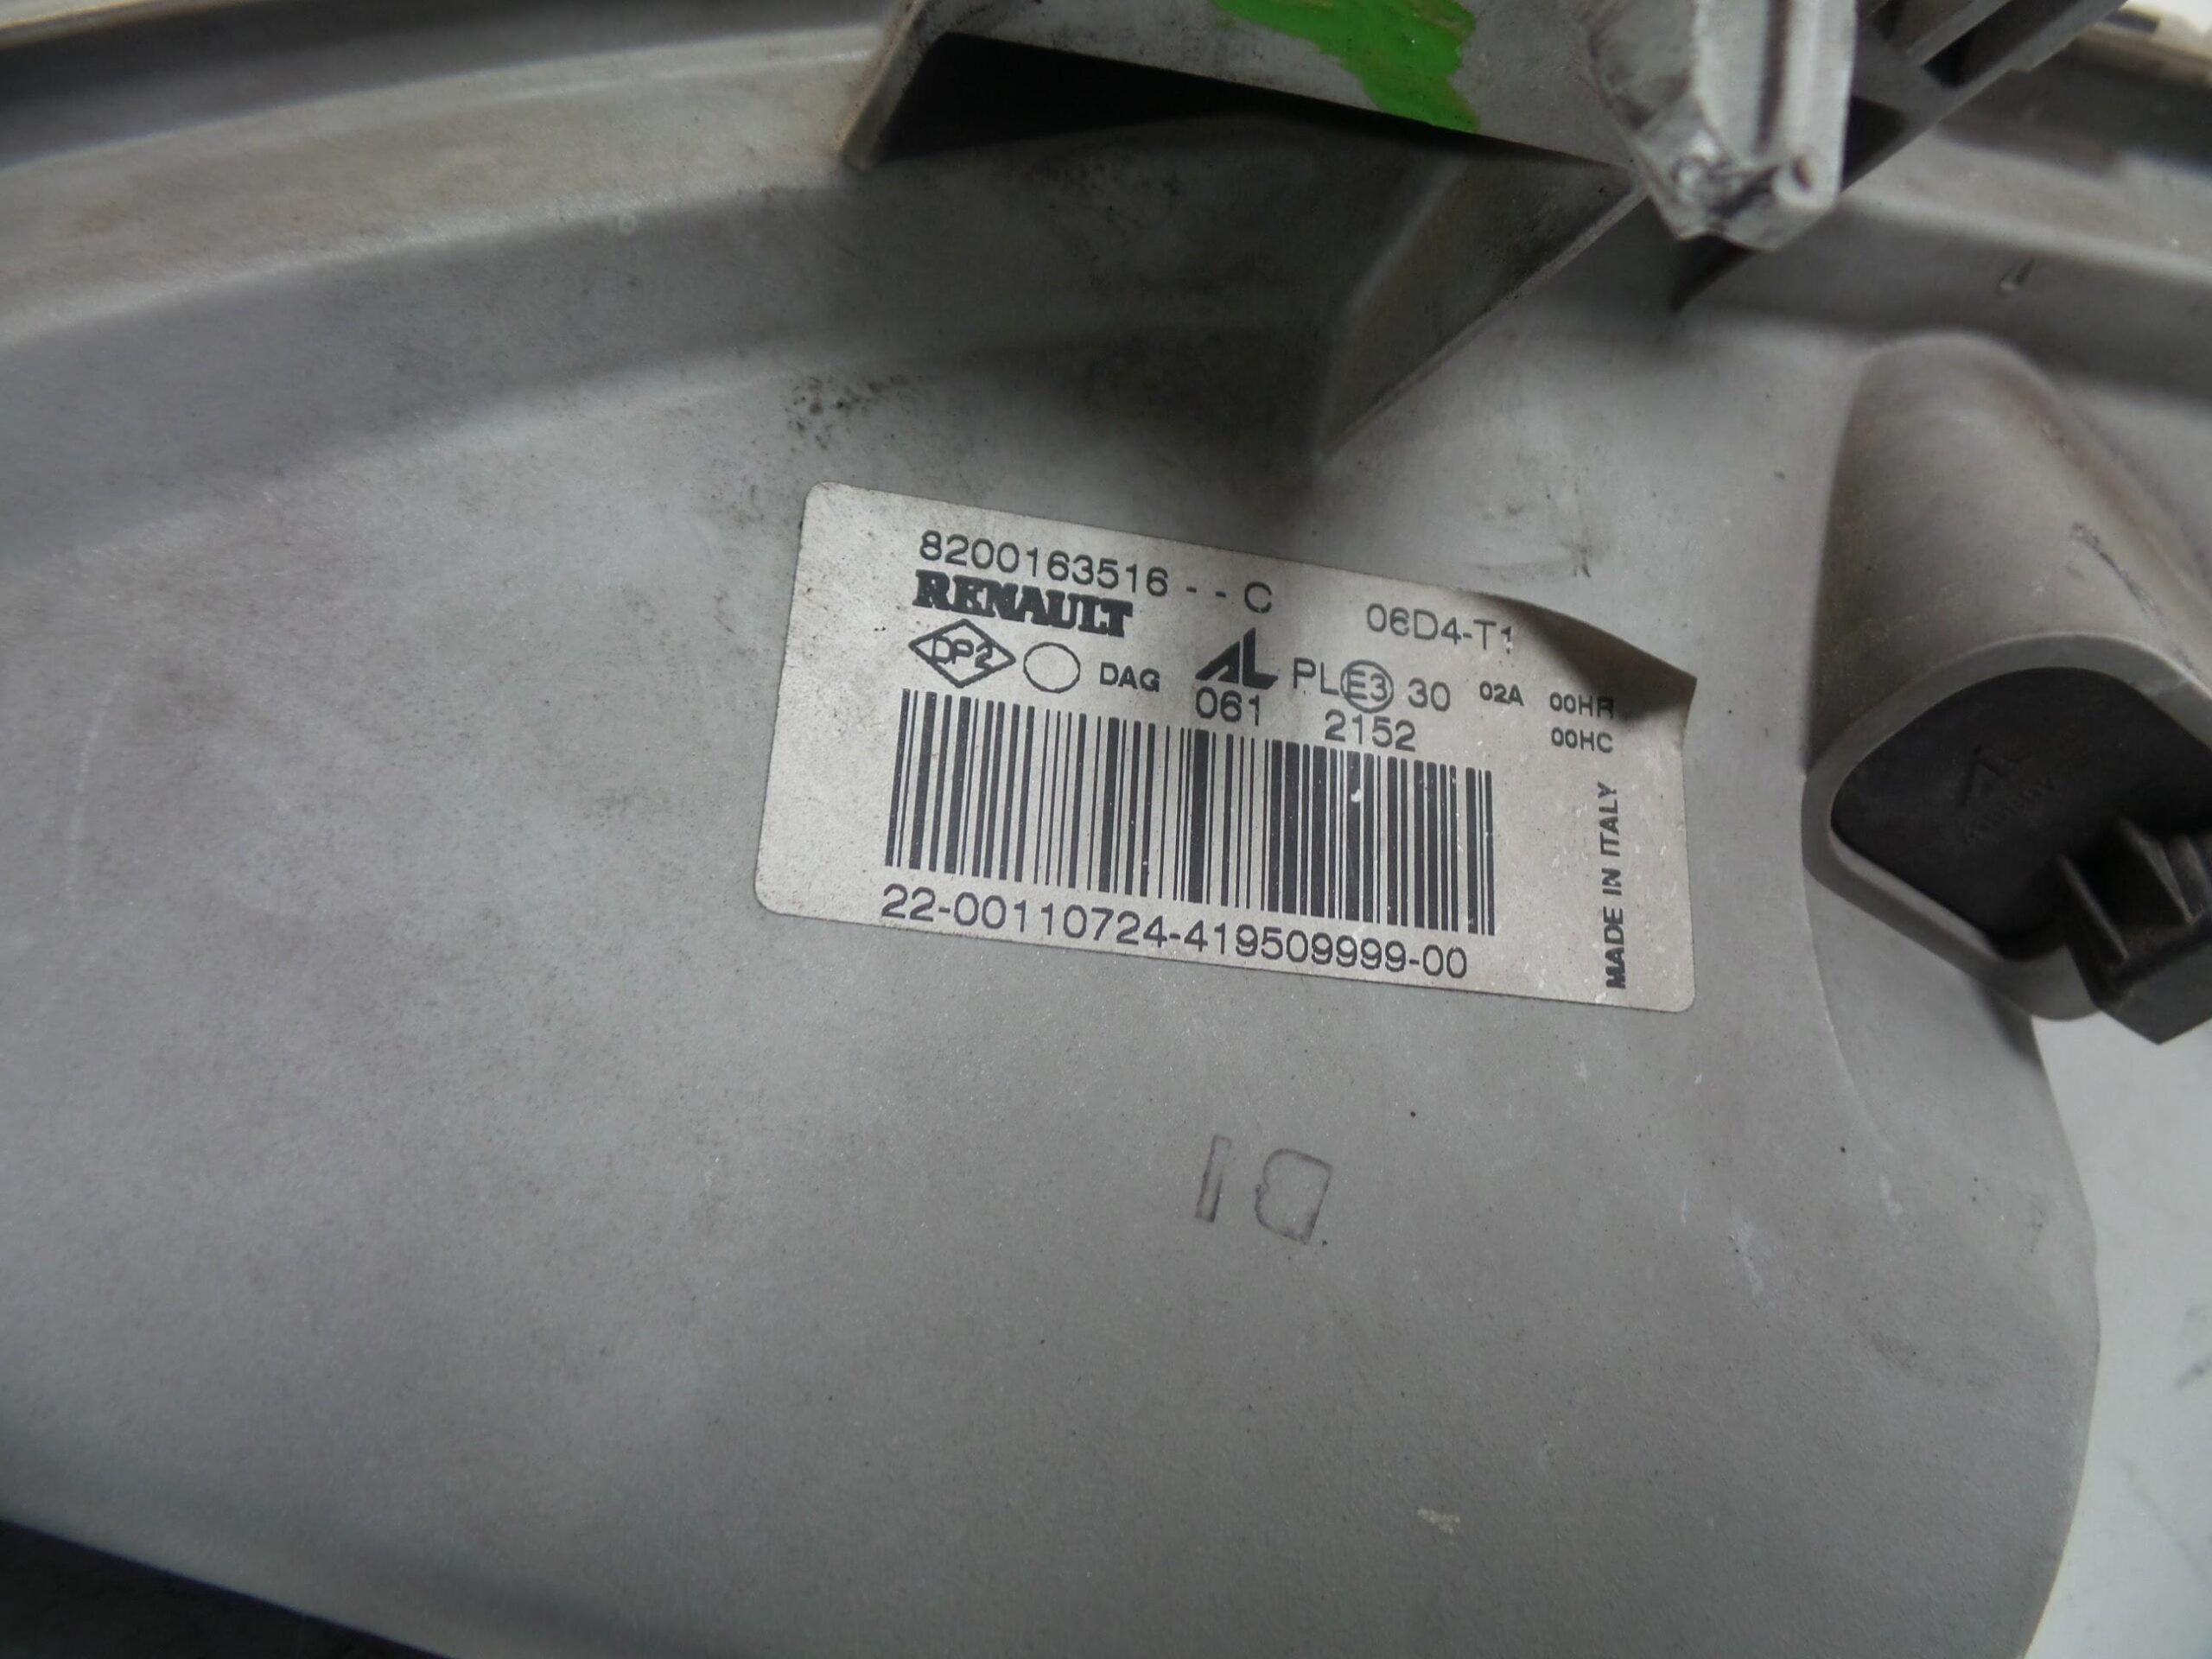 8200163516 - - C 06D4-T1
RENAULT
DP2 DAG AL PL E3 30 02A 00HR
061 2152 00HC
22-00110724-419509999-00
MADE IN ITALY
D1